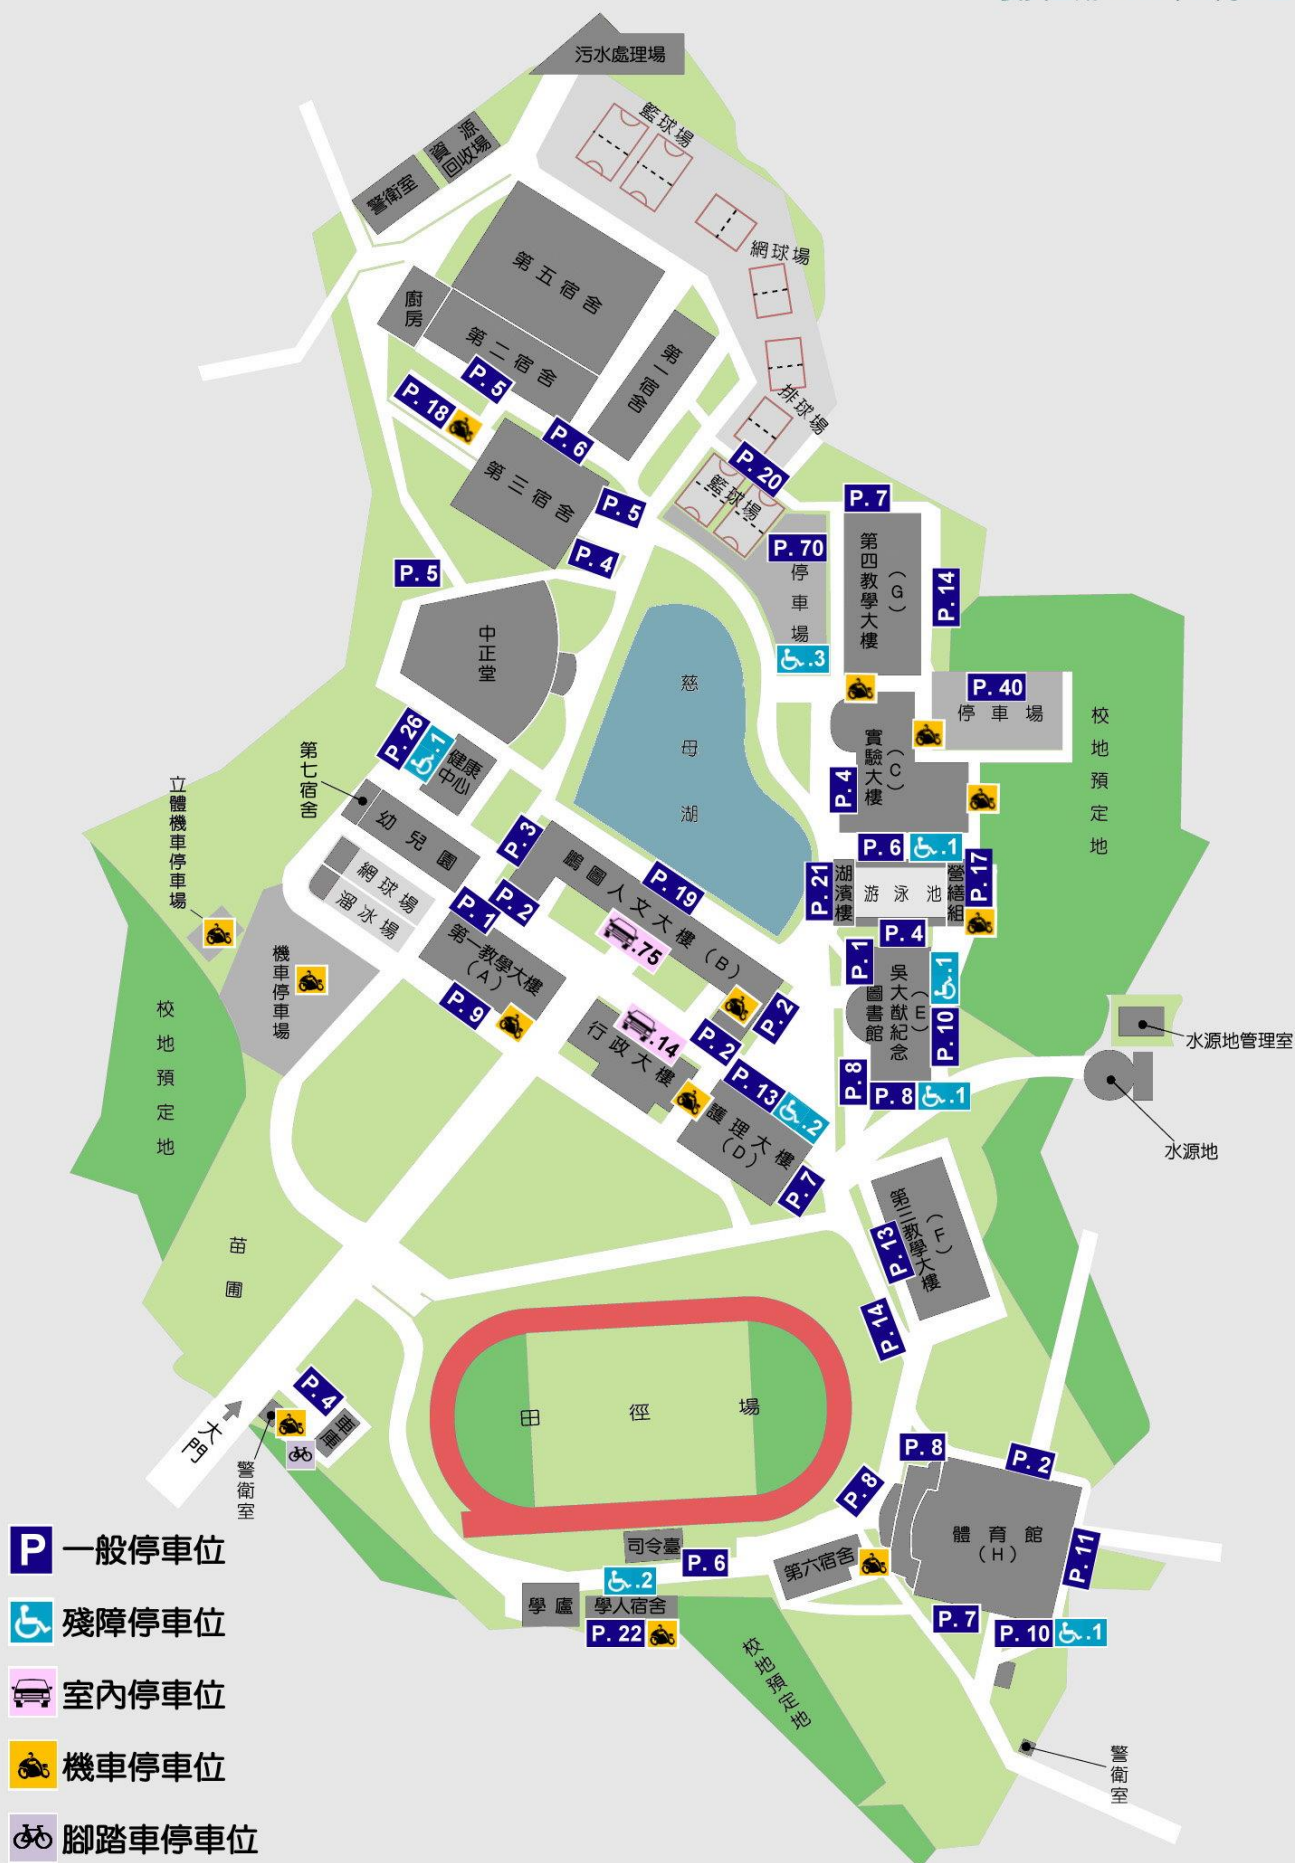 污水處理場
籃球場
資源
回收場
警衛室
網球場
第五宿舍
廚房
第二宿舍
第一宿舍
排球場
P. 5
P. 18
P. 6
P. 20
籃球場
第三宿舍
P. 5
P. 7
P. 4
P. 70
停車場
第四教學大樓
(G)
P. 5
P. 14
中正堂
.3
慈母湖
P. 40
停車場
校地預定地
P. 26
.1
健康
中心
第七宿舍
實驗大樓
(C)
P. 4
立體機車停車場
幼兒園
P. 3
鵬圖人文大樓(B)
P. 6
.1
網球場
溜冰場
P. 1
P. 2
P. 19
P. 21
湖濱樓
游泳池
營繕組
P. 17
第一教學大樓
(A)
.75
P. 4
機車停車場
P. 9
P. 1
吳大猷紀念
圖書館
(E)
.1
P. 10
行政大樓
.14
P. 2
P. 2
校地預定地
水源地管理室
P. 13
.2
P. 8
P. 8
.1
護理大樓
(D)
P. 7
水源地
第三教學大樓
(F)
P. 13
苗圃
P. 14
P. 4
田徑場
車庫
大門
警衛室
P. 8
P. 2
P. 8
體育館
(H)
P. 11
司令臺
P. 6
第六宿舍
.2
學廬
學人宿舍
P. 22
P. 7
P. 10
.1
校地預定地
警衛室
P 一般停車位
殘障停車位
室內停車位
機車停車位
腳踏車停車位